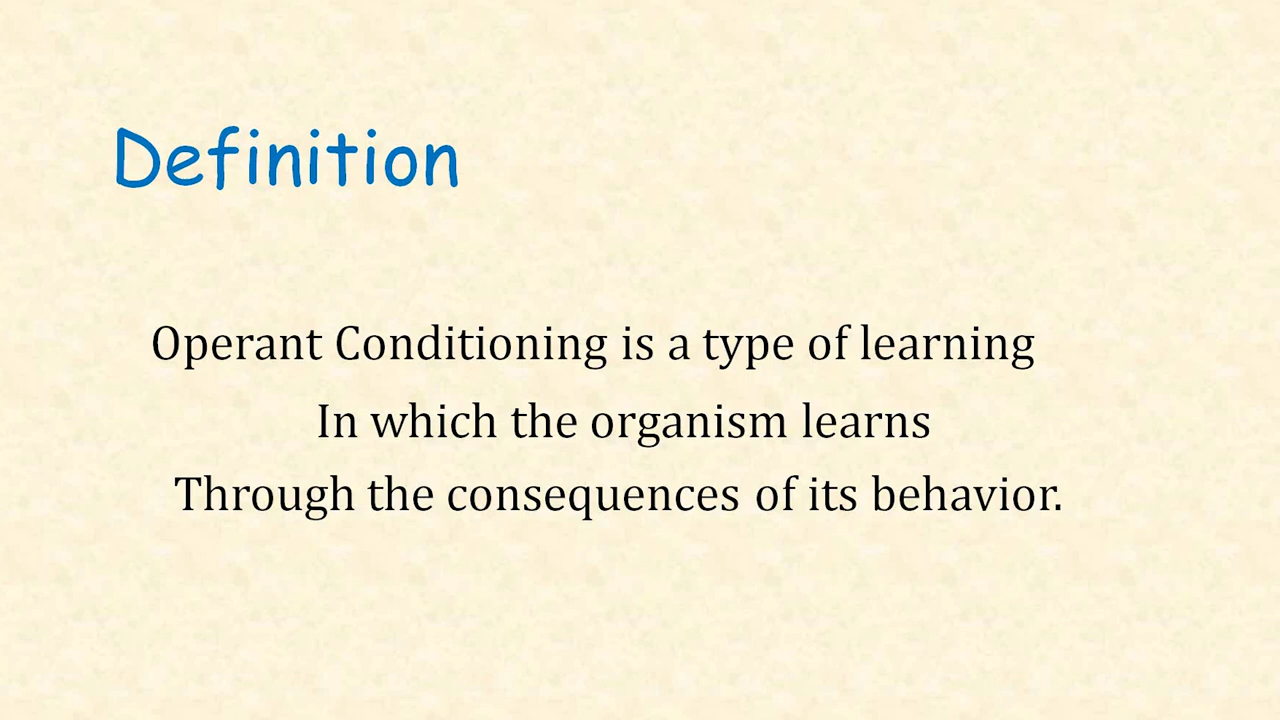 Definition
Operant Conditioning is a type of learning
In which the organism learns
Through the consequences of its behavior.